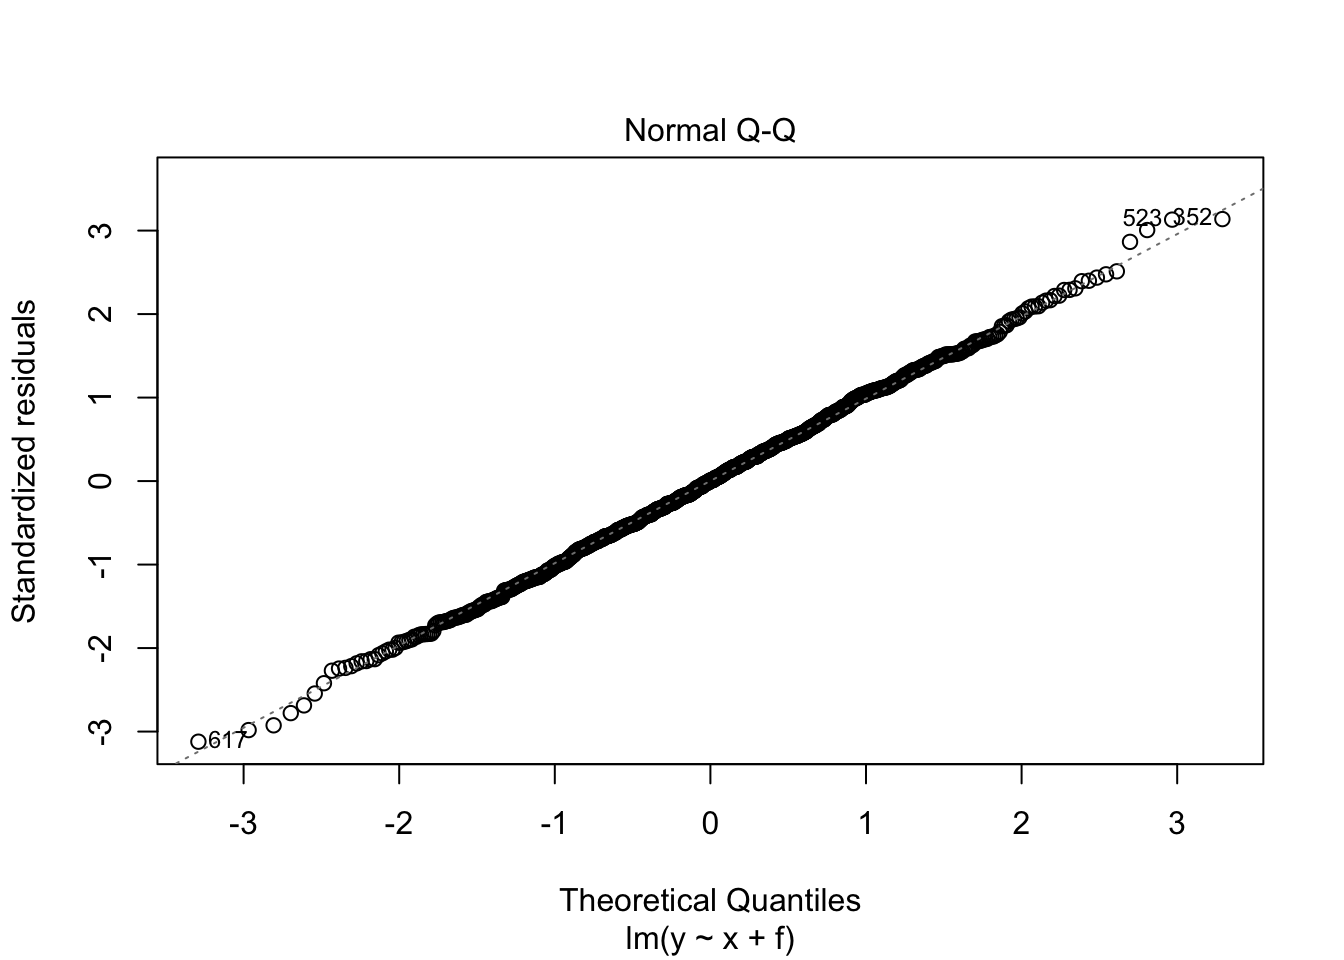 Normal Q-Q
Standardized residuals
3
2
1
0
-1
-2
-3
523
352
617
-3 -2 -1 0 1 2 3
Theoretical Quantiles
lm(y ~ x + f)